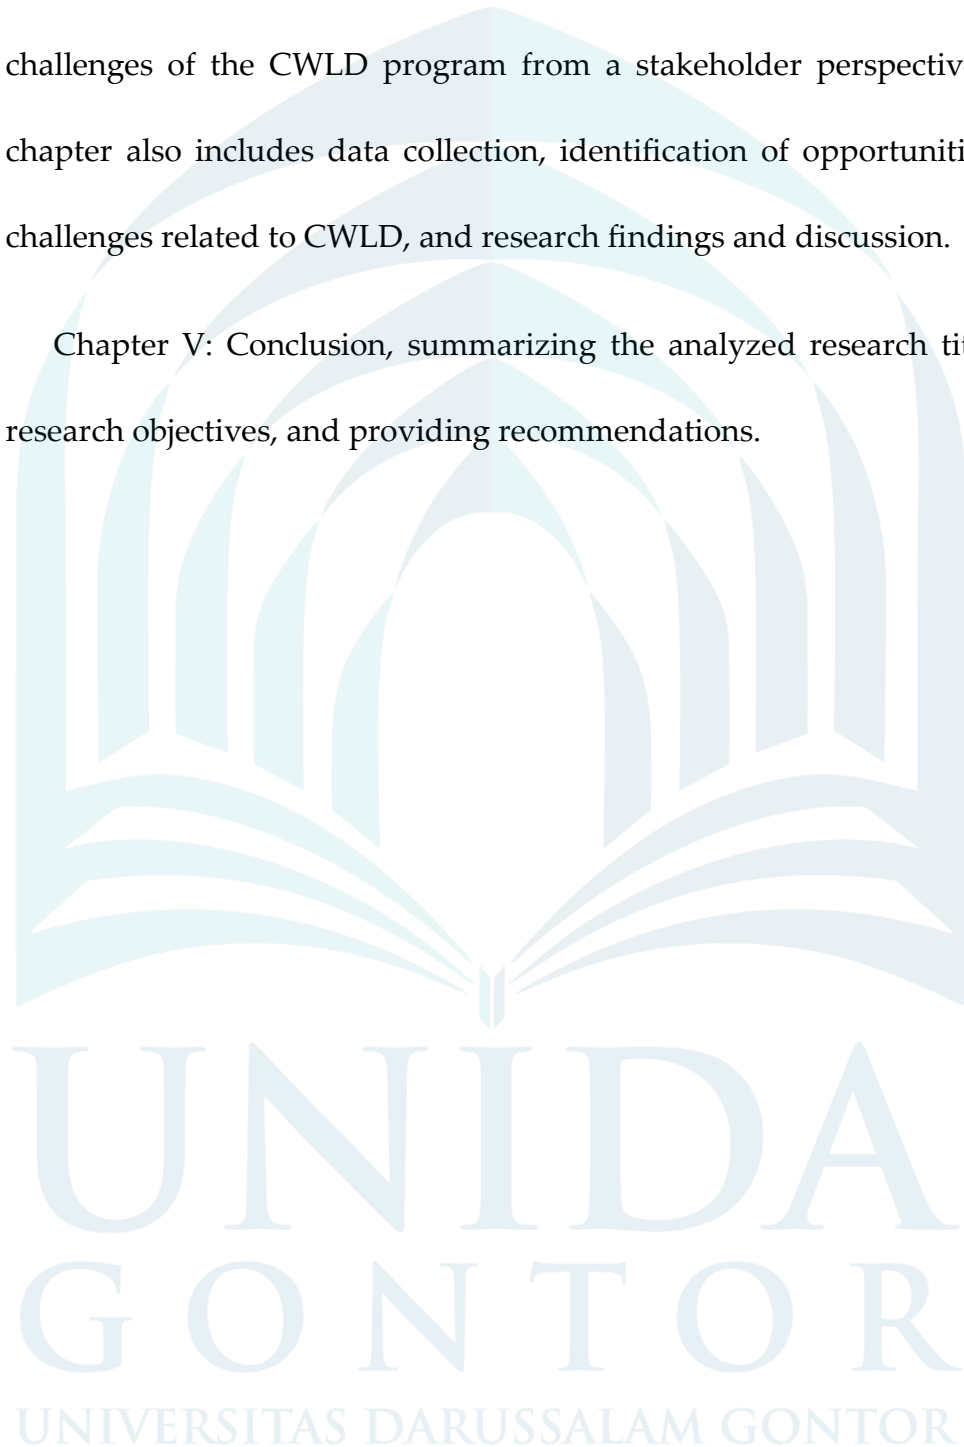 challenges of the CWLD program from a stakeholder perspectiv
chapter also includes data collection, identification of opportuniti
challenges related to CWLD, and research findings and discussion.
Chapter V: Conclusion, summarizing the analyzed research tit
research objectives, and providing recommendations.
UNIDA
GONTOR
UNIVERSITAS DARUSSALAM GONTOR